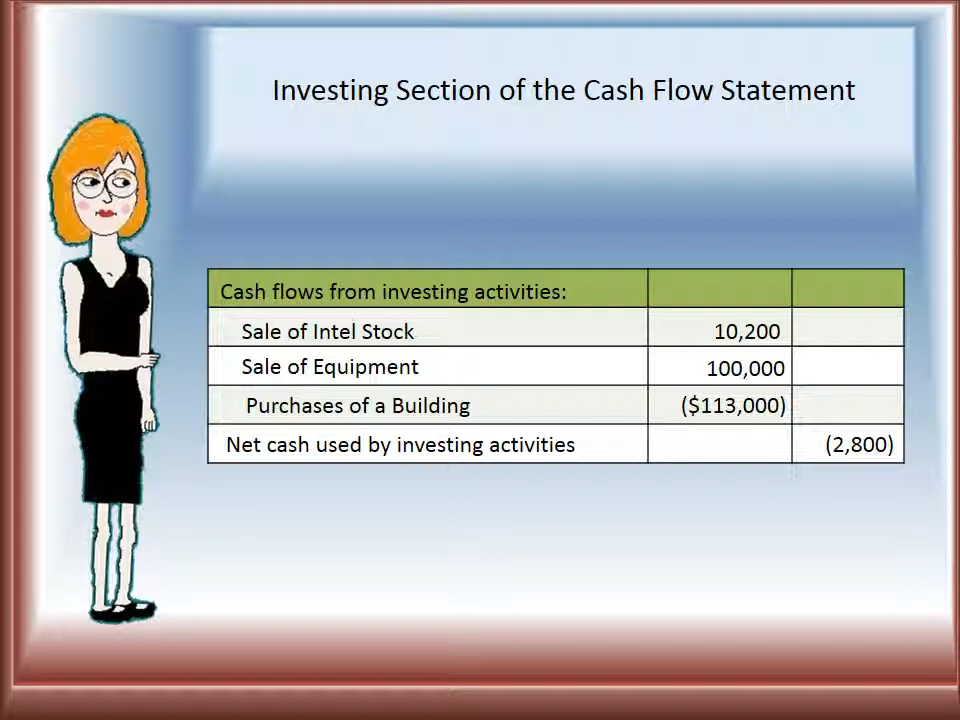 Investing Section of the Cash Flow Statement
Cash flows from investing activities:
Sale of Intel Stock 10,200
Sale of Equipment 100,000
Purchases of a Building ($113,000)
Net cash used by investing activities (2,800)